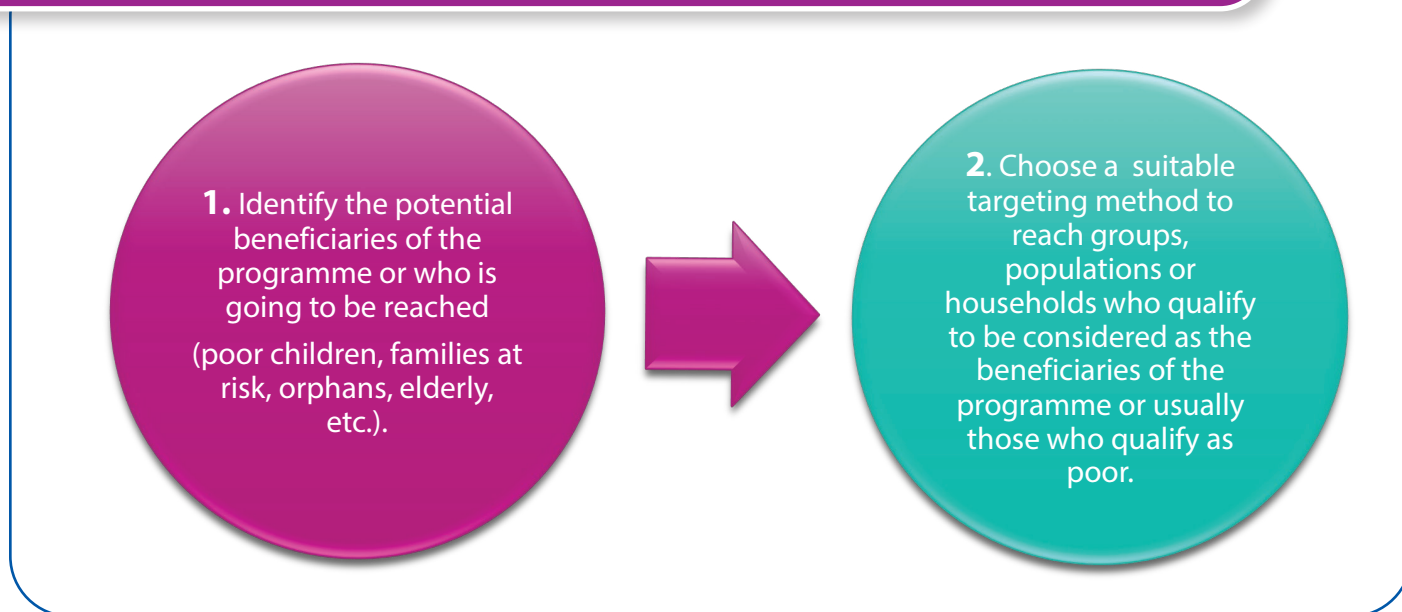 1. Identify the potential
beneficiaries of the
programme or who is
going to be reached
(poor children, families at
risk, orphans, elderly,
etc.).
2. Choose a  suitable
targeting method to
reach groups,
populations or
households who qualify
to be considered as the
beneficiaries of the
programme or usually
those who qualify as
poor.